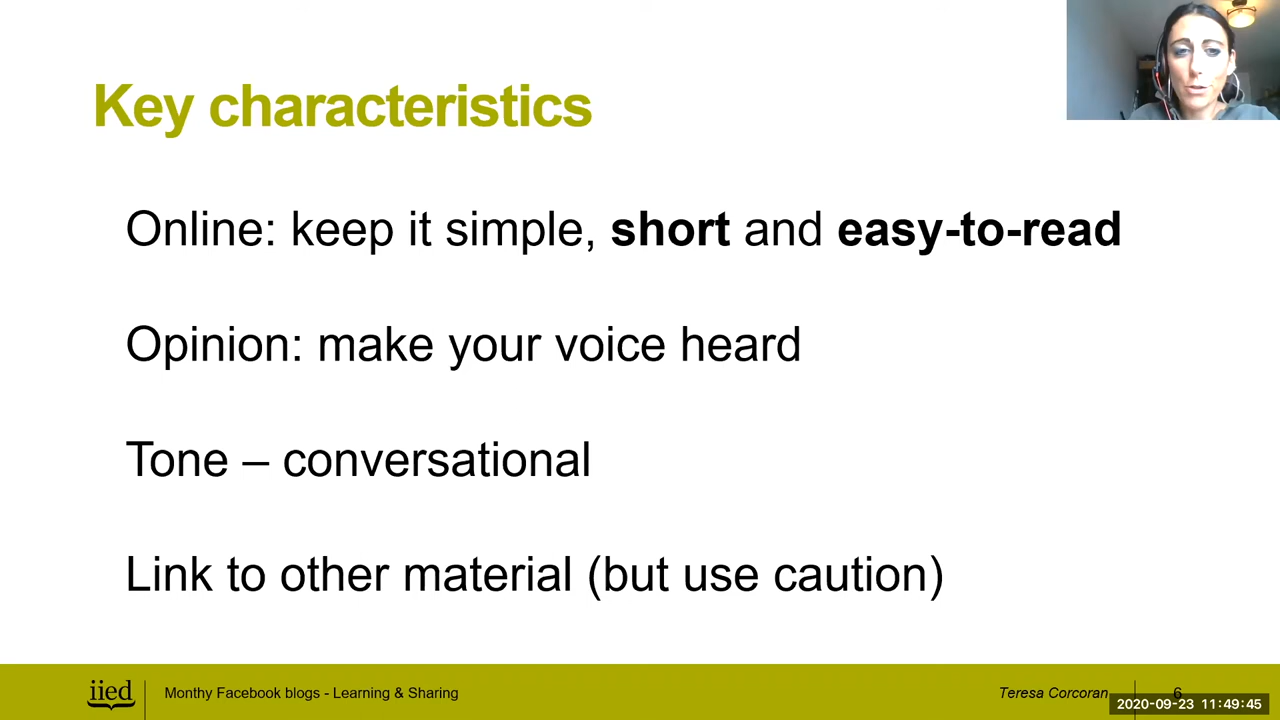 Key characteristics
Online: keep it simple, short and easy-to-read
Opinion: make your voice heard
Tone – conversational
Link to other material (but use caution)
iied
Monthy Facebook blogs - Learning & Sharing
Teresa Corcoran
6
2020-09-23 11:49:45